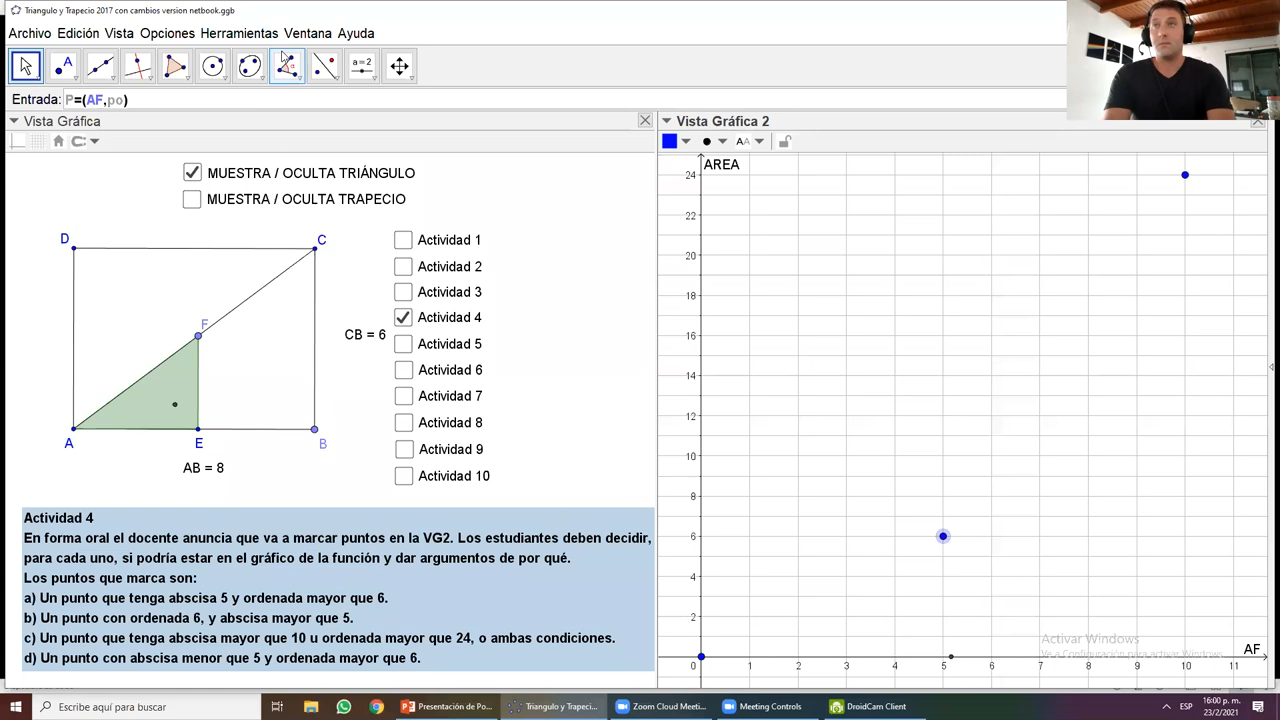 Triangulo y Trapecio 2017 con cambios version netbook.ggb
Archivo Edición Vista Opciones Herramientas Ventana Ayuda
A
a = 2
Entrada: P=(AF,po)
Vista Gráfica
Vista Gráfica 2
AA
MUESTRA / OCULTA TRIÁNGULO
MUESTRA / OCULTA TRAPECIO
D
C
F
A
E
B
CB = 6
AB = 8
Actividad 1
Actividad 2
Actividad 3
Actividad 4
Actividad 5
Actividad 6
Actividad 7
Actividad 8
Actividad 9
Actividad 10
Actividad 4
En forma oral el docente anuncia que va a marcar puntos en la VG2. Los estudiantes deben decidir,
para cada uno, si podría estar en el gráfico de la función y dar argumentos de por qué.
Los puntos que marca son:
a) Un punto que tenga abscisa 5 y ordenada mayor que 6.
b) Un punto con ordenada 6, y abscisa mayor que 5.
c) Un punto que tenga abscisa mayor que 10 u ordenada mayor que 24, o ambas condiciones.
d) Un punto con abscisa menor que 5 y ordenada mayor que 6.
AREA
24
22
20
18
16
14
12
10
8
6
4
2
0 1 2 3 4 5 6 7 8 9 10 11
AF
Activar Windows
Ve a Configuración para activar Windows.
Escribe aquí para buscar
Presentación de Po...
Triangulo y Trapeci...
Zoom Cloud Meeti...
Meeting Controls
DroidCam Client
ESP
16:00 p. m.
23/2/2021